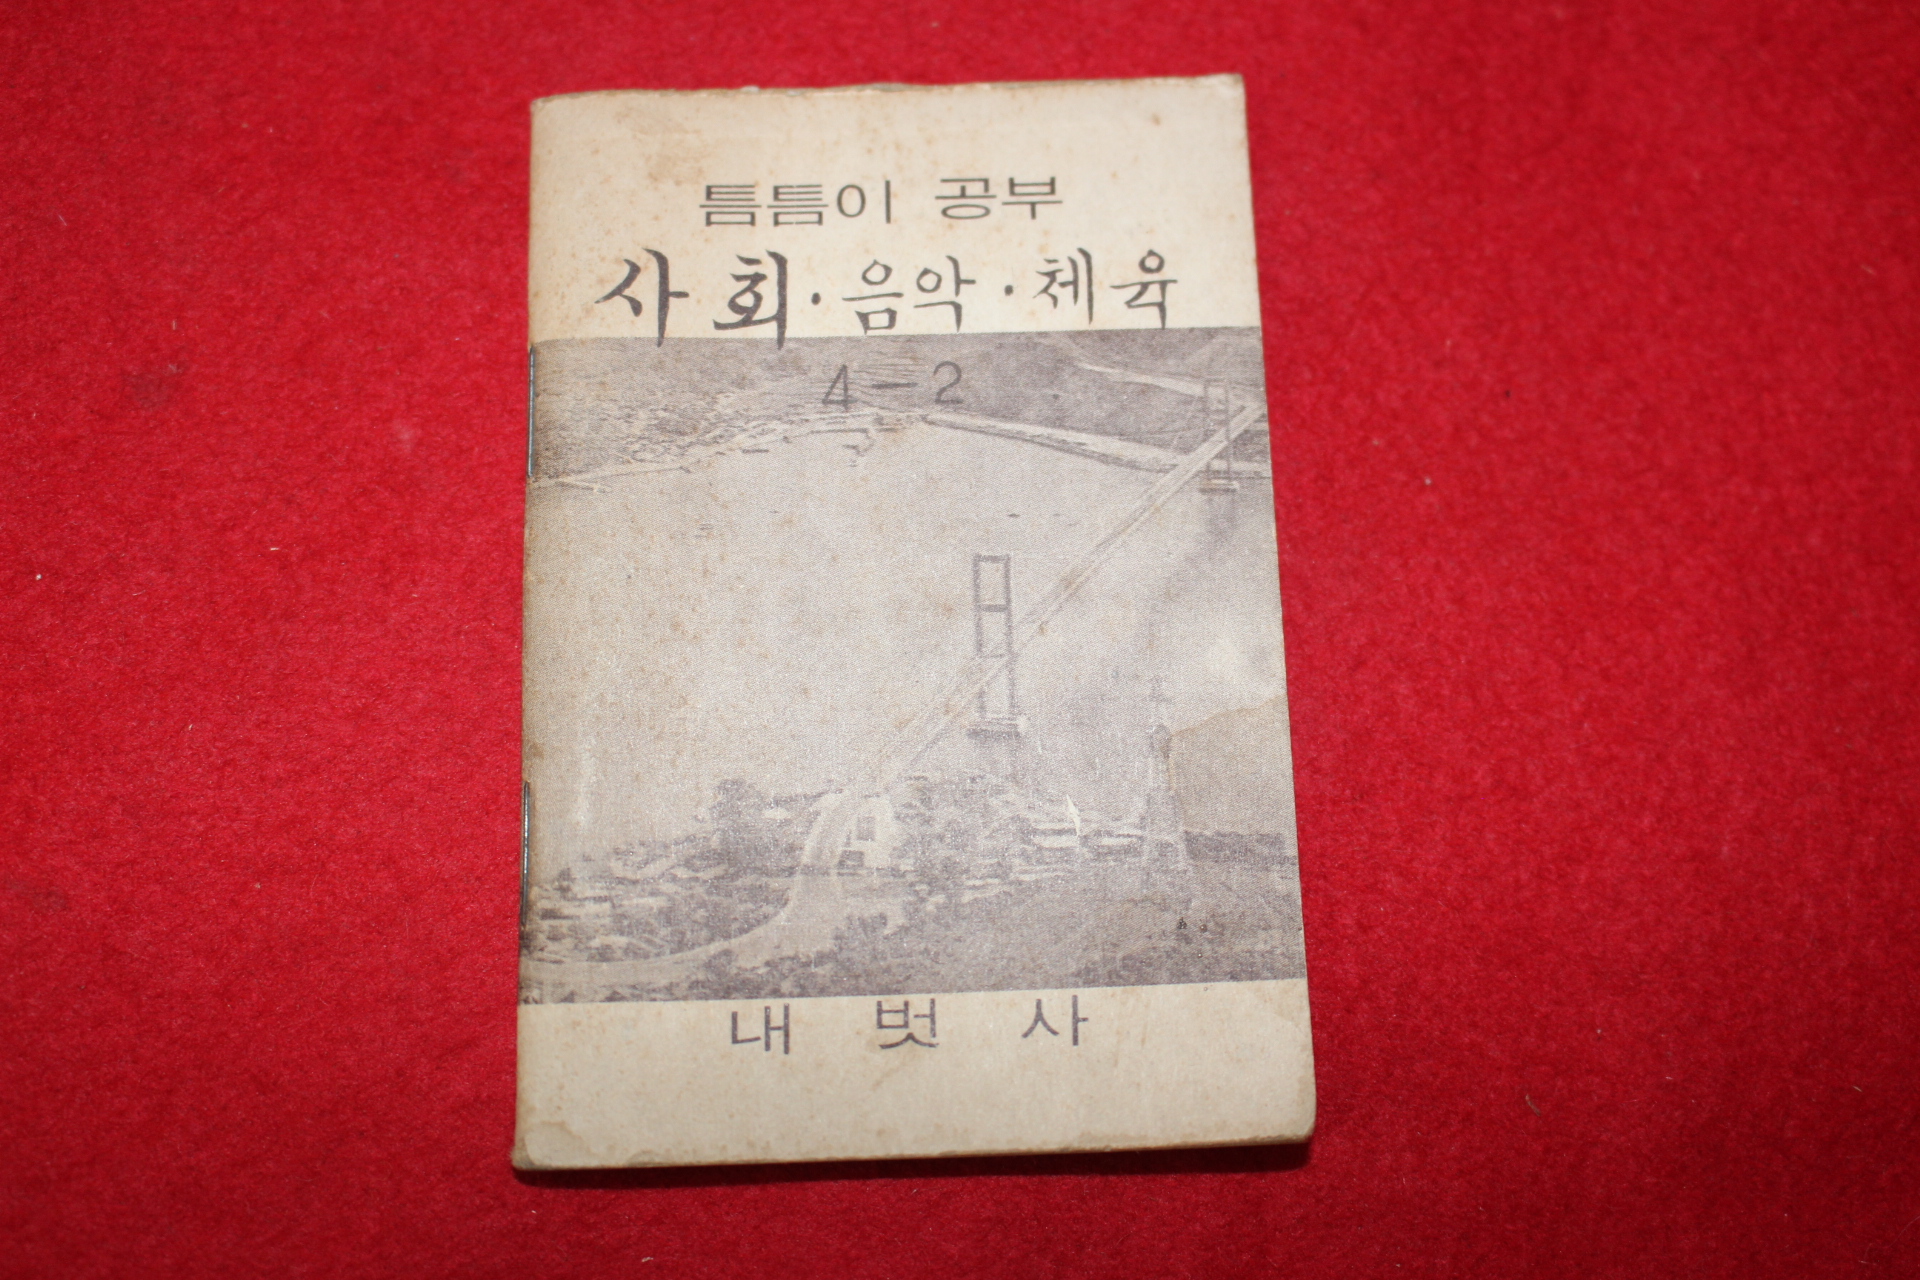 틈틈이 공부
사회·음악·체육
4-2
내벗사